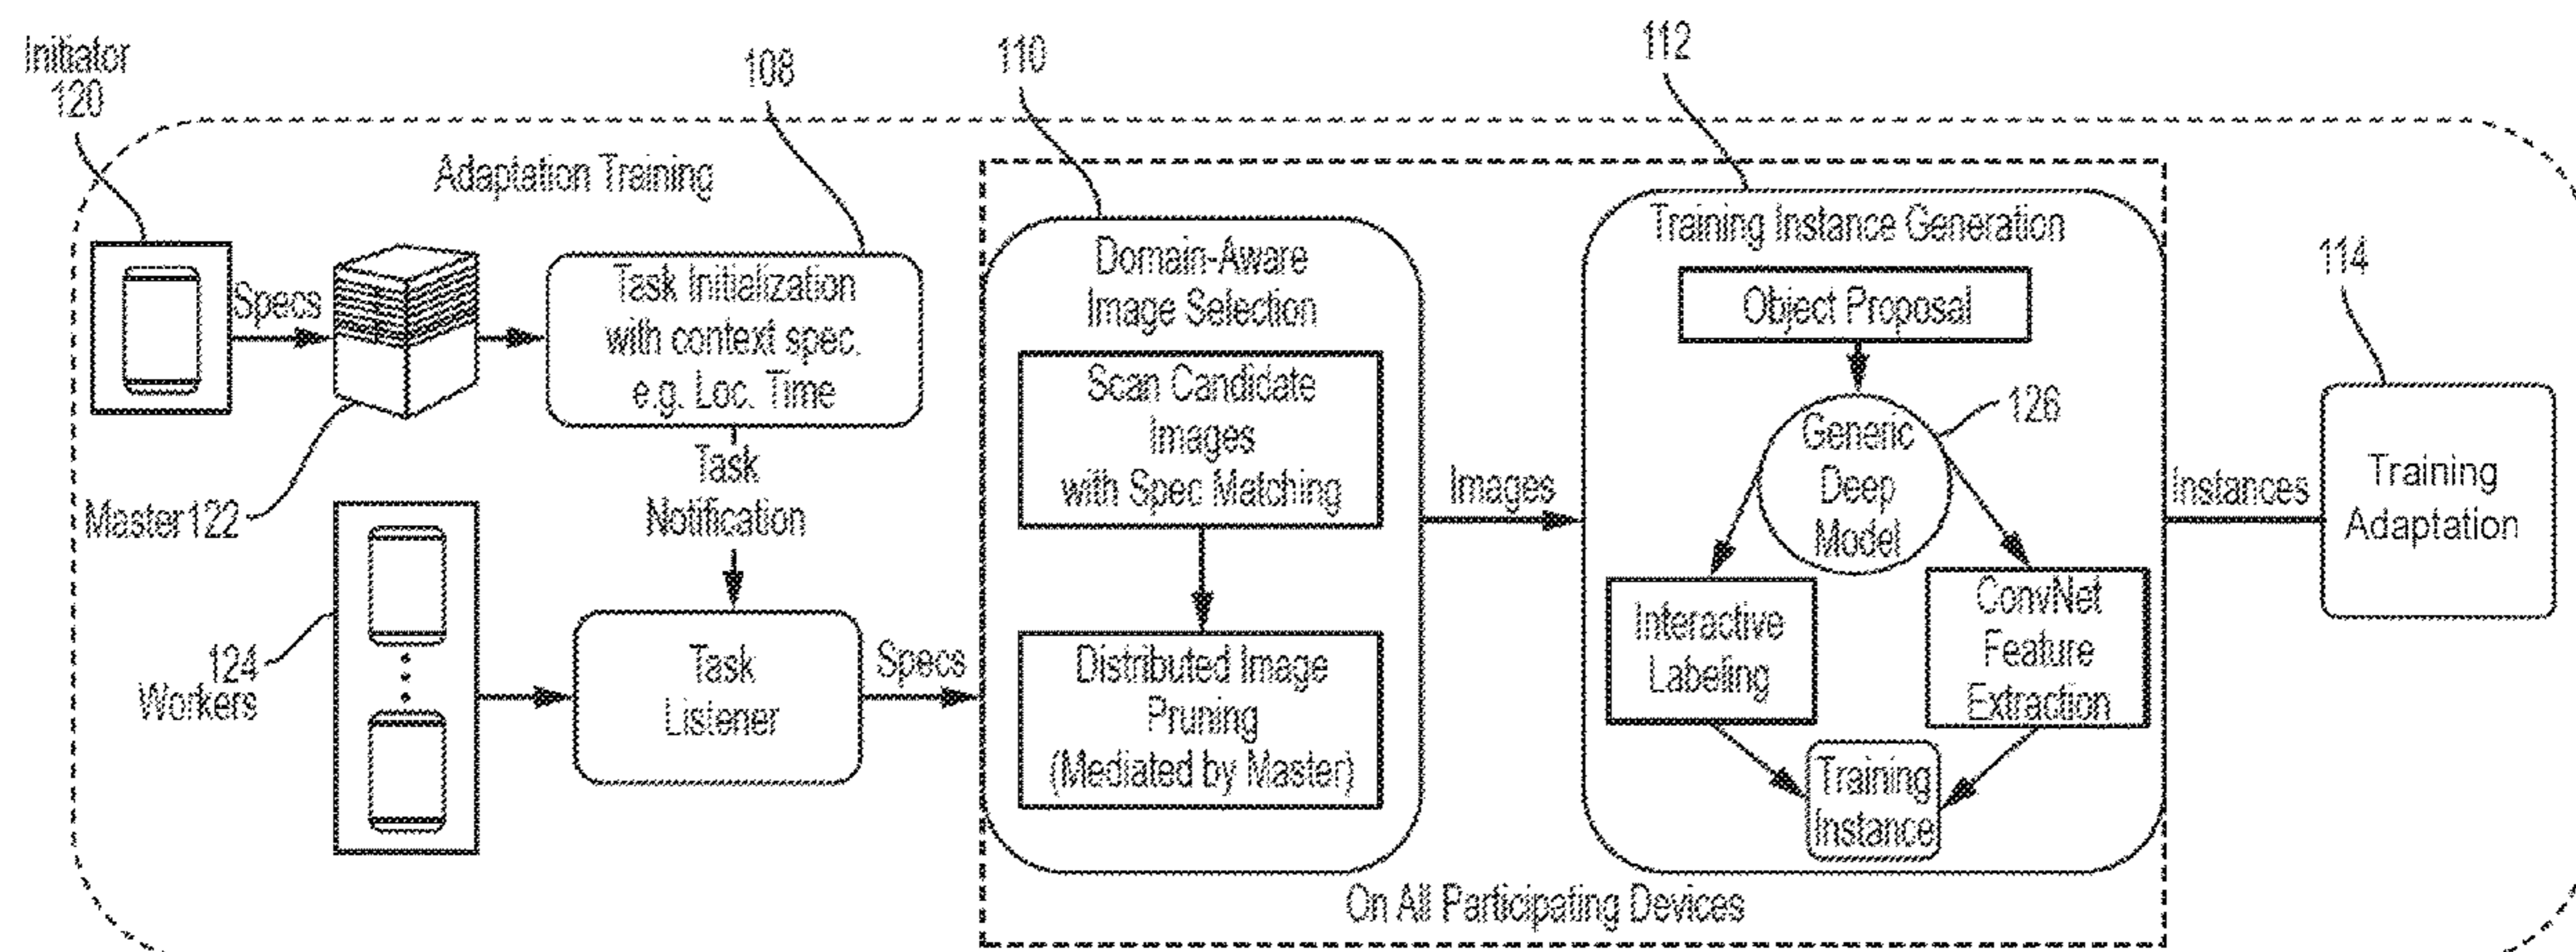 Initiator
120
108
110
112
Adaptation Training
Specs
Task Initialization
with context spec.
e.g. Loc. Time
Master122
Task
Notification
124
Workers
Task
Listener
Specs
Domain-Aware
Image Selection
Scan Candidate
Images
with Spec Matching
Distributed Image
Pruning
(Mediated by Master)
Images
Training Instance Generation
Object Proposal
Generic
Deep
Model
126
Interactive
Labeling
ConvNet
Feature
Extraction
Training
Instance
On All Participating Devices
Instances
114
Training
Adaptation